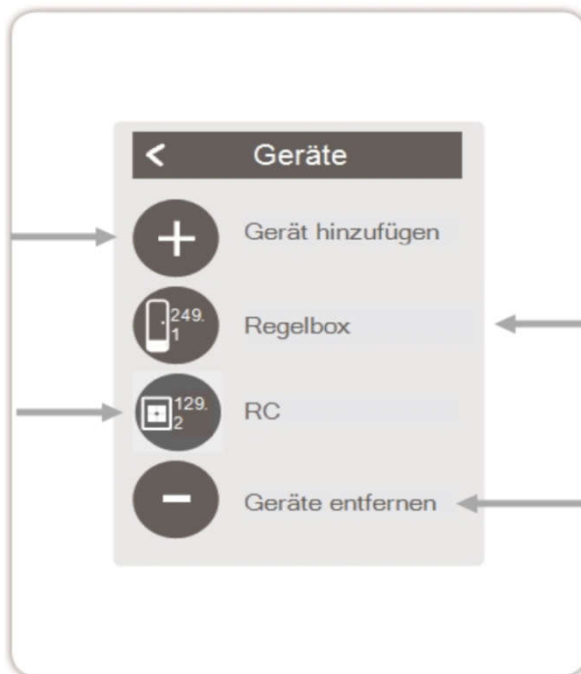 Geräte
Gerät hinzufügen
249.
1
Regelbox
129.
2
RC
Geräte entfernen